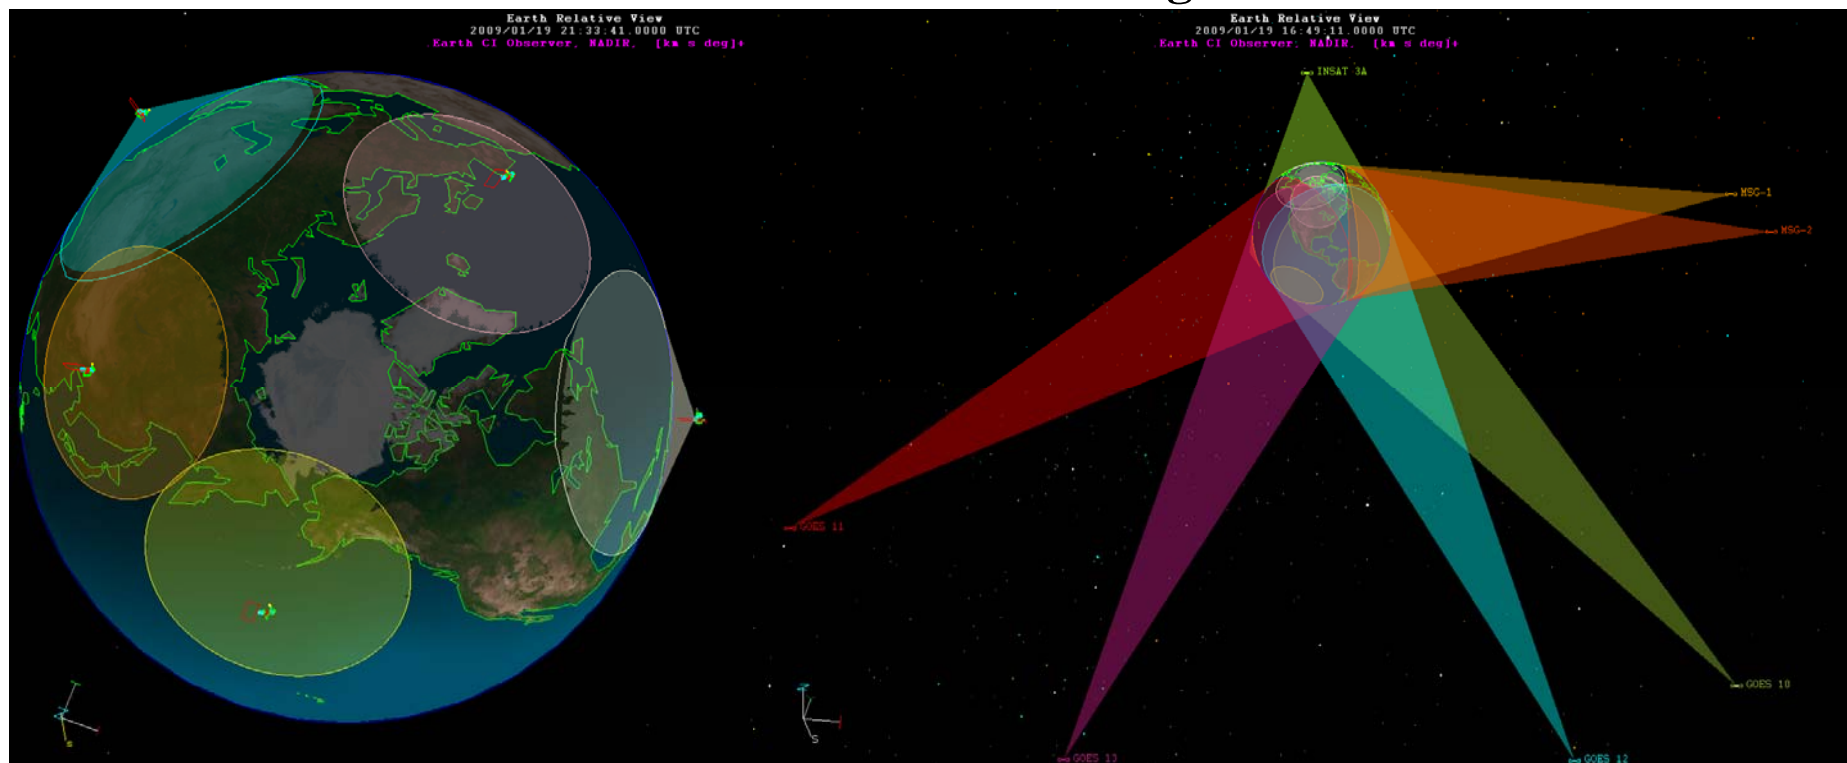 Earth Relative View
2009/01/19 21:33:41.0000 UTC
Earth CI Observer, NADIR, [km s deg]+
Earth Relative View
2009/01/19 16:49:11.0000 UTC
Earth CI Observer, NADIR, [km s deg]+
INSAT 3A
MSG-1
MSG-2
GOES 11
GOES 10
GOES 13
GOES 12
S